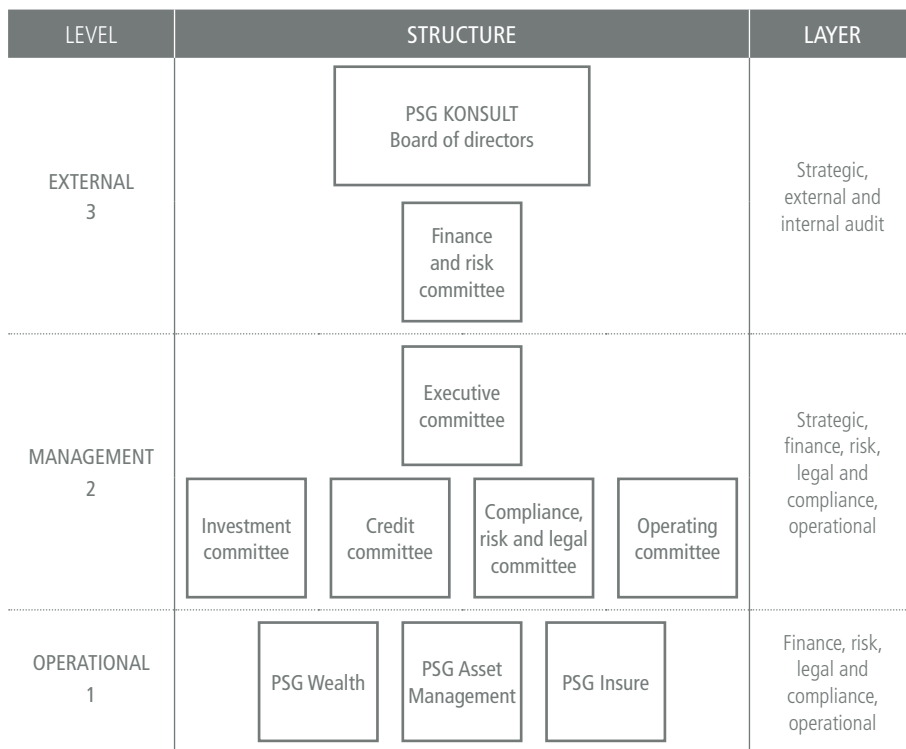 LEVEL STRUCTURE LAYER
PSG KONSULT
Board of directors
EXTERNAL
3
Finance
and risk
committee
Strategic,
external and
internal audit
MANAGEMENT
2
Executive
committee
Investment
committee
Credit
committee
Compliance,
risk and legal
committee
Operating
committee
Strategic,
finance, risk,
legal and
compliance,
operational
OPERATIONAL
1
PSG Wealth
PSG Asset
Management
PSG Insure
Finance, risk,
legal and
compliance,
operational